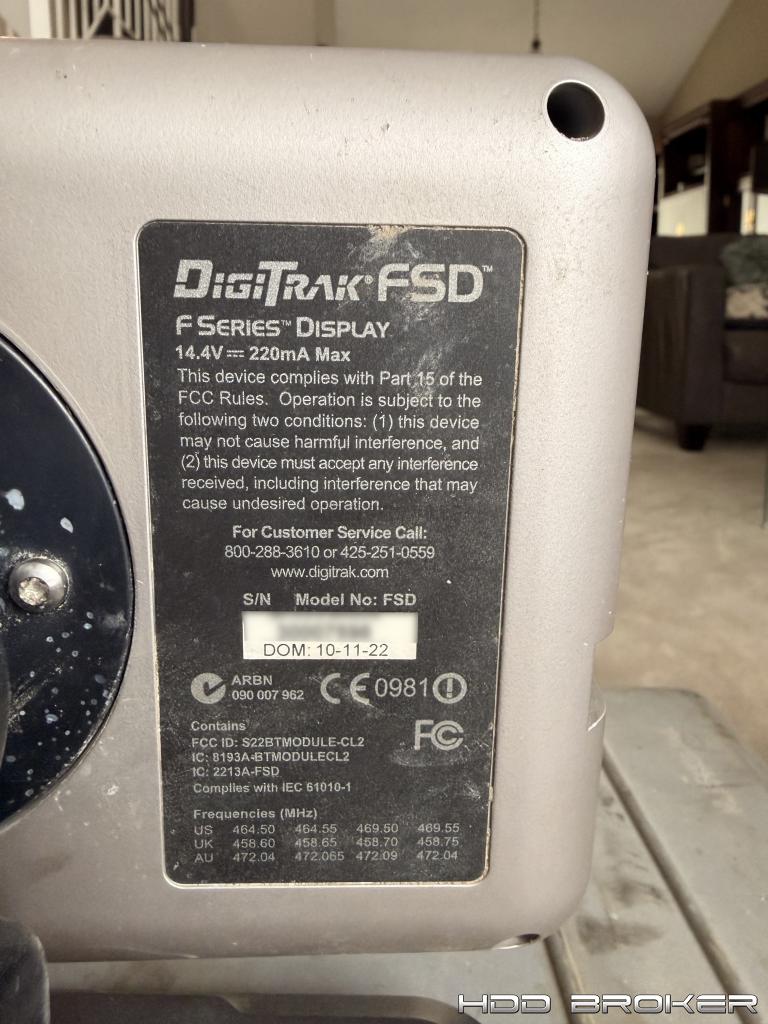 DIGITRAK® FSD™
F SERIES™ DISPLAY
14.4V ⎓ 220mA Max
This device complies with Part 15 of the
FCC Rules. Operation is subject to the
following two conditions: (1) this device
may not cause harmful interference, and
(2) this device must accept any interference
received, including interference that may
cause undesired operation.
For Customer Service Call:
800-288-3610 or 425-251-0559
www.digitrak.com
S/N Model No: FSD
DOM: 10-11-22
ARBN
090 007 962 CE 0981
Contains
FC
FCC ID: S22BTMODULE-CL2
IC: 8193A-BTMODULECL2
IC: 2213A-FSD
Complies with IEC 61010-1
Frequencies (MHz)
US 464.50 464.55 469.50 469.55
UK 458.60 458.65 458.70 458.75
AU 472.04 472.065 472.09 472.04
HDD BROKER